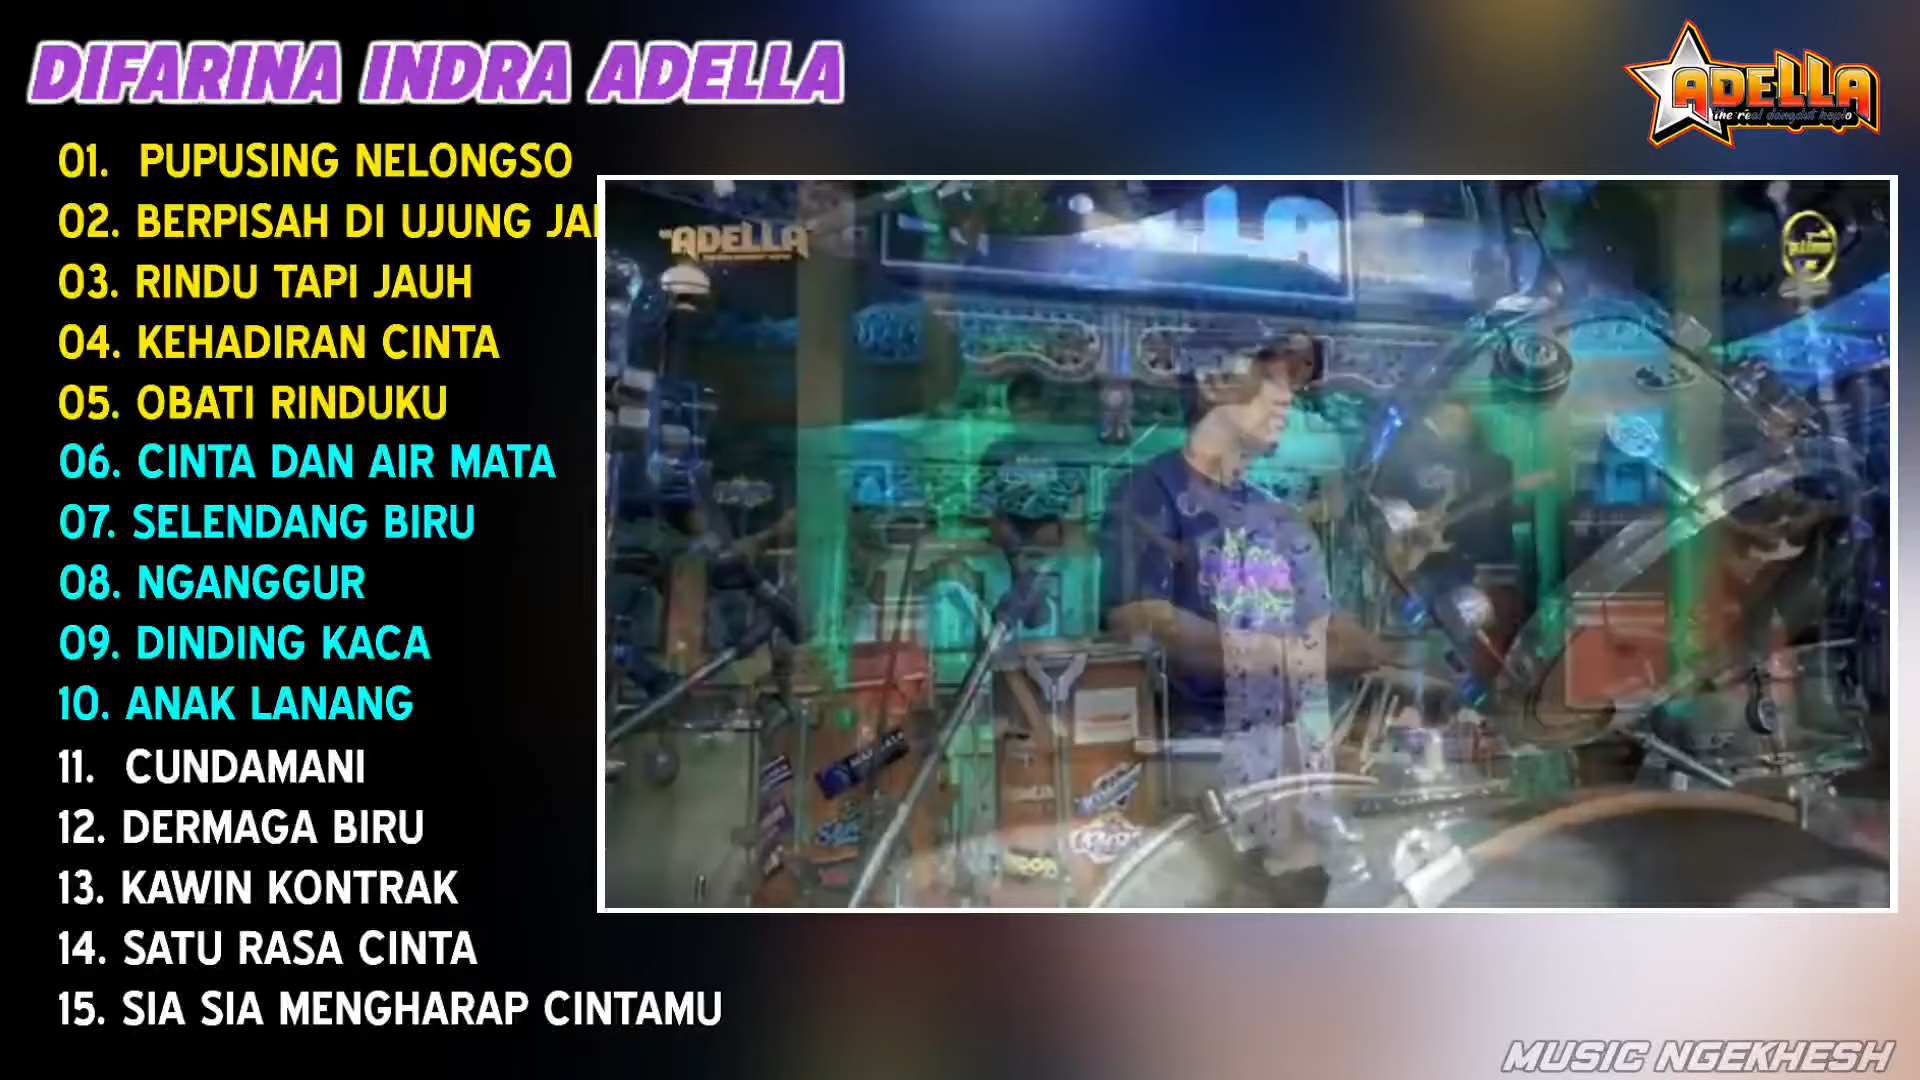 DIFARINA INDRA ADELLA
ADELLA
the real dangdut koplo
01. PUPUSING NELONGSO
02. BERPISAH DI UJUNG
03. RINDU TAPI JAUH
04. KEHADIRAN CINTA
05. OBATI RINDUKU
06. CINTA DAN AIR MATA
07. SELENDANG BIRU
08. NGANGGUR
09. DINDING KACA
10. ANAK LANANG
11. CUNDAMANI
12. DERMAGA BIRU
13. KAWIN KONTRAK
14. SATU RASA CINTA
15. SIA SIA MENGHARAP CINTAMU
"ADELLA"
LLA
MUSIC NGEKHESH